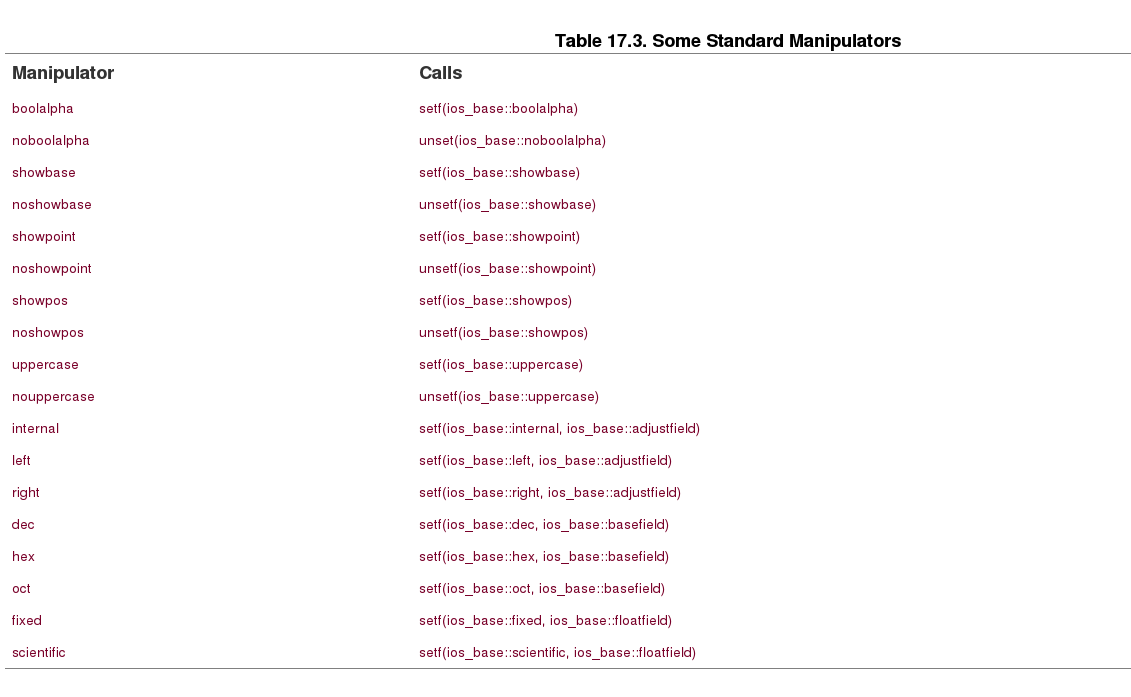 Table 17.3. Some Standard Manipulators
Manipulator Calls
boolalpha setf(ios_base::boolalpha)
noboolalpha unset(ios_base::noboolalpha)
showbase setf(ios_base::showbase)
noshowbase unsetf(ios_base::showbase)
showpoint setf(ios_base::showpoint)
noshowpoint unsetf(ios_base::showpoint)
showpos setf(ios_base::showpos)
noshowpos unsetf(ios_base::showpos)
uppercase setf(ios_base::uppercase)
nouppercase unsetf(ios_base::uppercase)
internal setf(ios_base::internal, ios_base::adjustfield)
left setf(ios_base::left, ios_base::adjustfield)
right setf(ios_base::right, ios_base::adjustfield)
dec setf(ios_base::dec, ios_base::basefield)
hex setf(ios_base::hex, ios_base::basefield)
oct setf(ios_base::oct, ios_base::basefield)
fixed setf(ios_base::fixed, ios_base::floatfield)
scientific setf(ios_base::scientific, ios_base::floatfield)